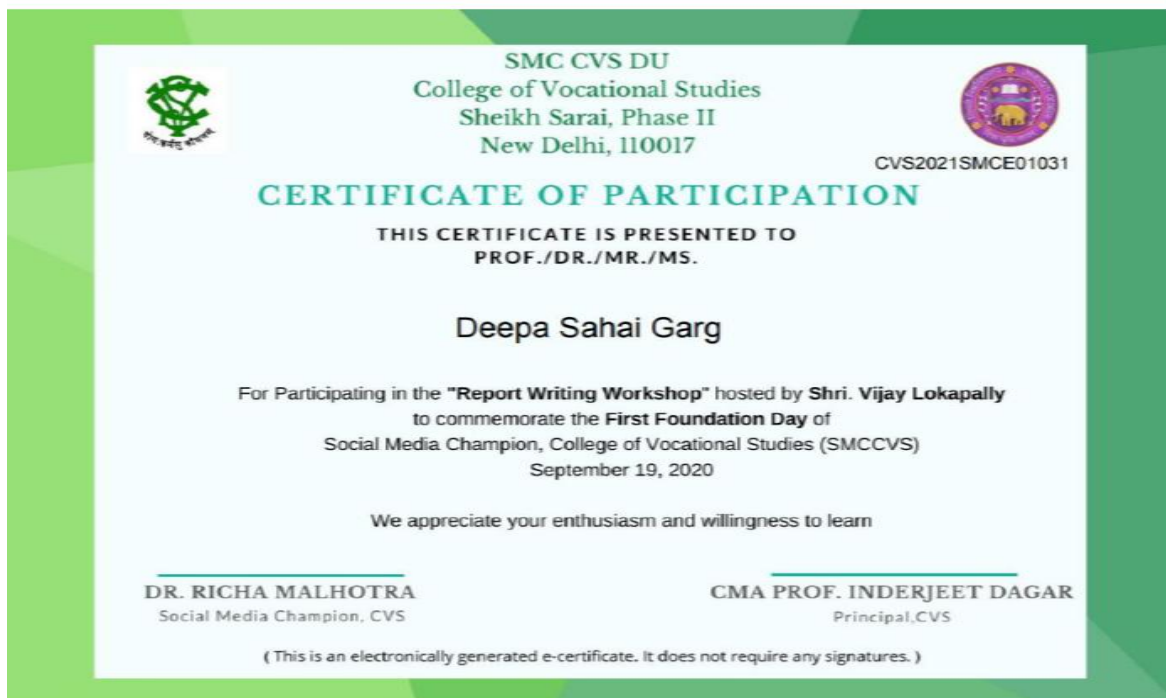 SMC CVS DU
College of Vocational Studies
Sheikh Sarai, Phase II
New Delhi, 110017
CVS2021SMCE01031
CERTIFICATE OF PARTICIPATION
THIS CERTIFICATE IS PRESENTED TO
PROF./DR./MR./MS.
Deepa Sahai Garg
For Participating in the "Report Writing Workshop" hosted by Shri. Vijay Lokapally
to commemorate the First Foundation Day of
Social Media Champion, College of Vocational Studies (SMCCVS)
September 19, 2020
We appreciate your enthusiasm and willingness to learn
DR. RICHA MALHOTRA
Social Media Champion, CVS
CMA PROF. INDERJEET DAGAR
Principal,CVS
( This is an electronically generated e-certificate. It does not require any signatures. )